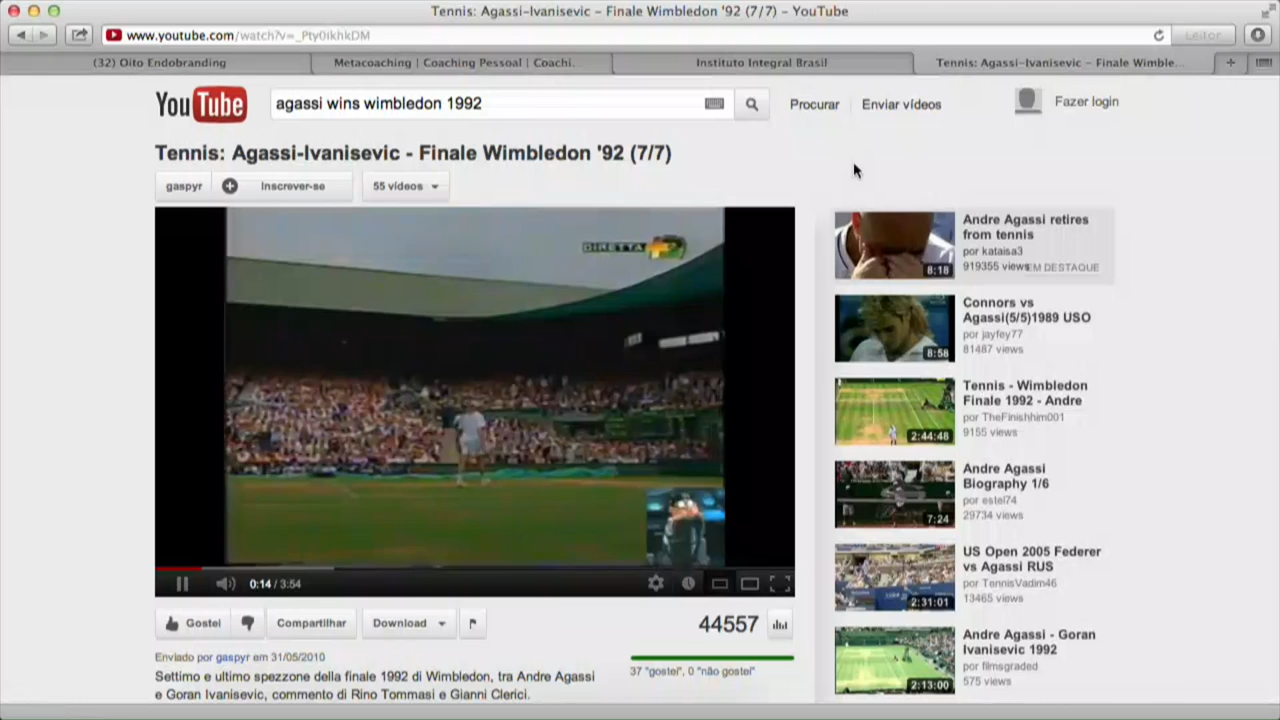 Tennis: Agassi-Ivanisevic - Finale Wimbledon '92 (7/7) - YouTube
www.youtube.com/watch?v=_Pty0ikhkDM
Leitor
(32) Oito Endobranding
Metacoaching | Coaching Pessoal | Coachi...
Instituto Integral Brasil
Tennis: Agassi-Ivanisevic - Finale Wimble...
YouTube
agassi wins wimbledon 1992
Procurar
Enviar vídeos
Fazer login
Tennis: Agassi-Ivanisevic - Finale Wimbledon '92 (7/7)
gaspyr
Inscrever-se
55 vídeos
DIRETTA
0:14 / 3:54
Gostei
Compartilhar
Download
44557
Enviado por gaspyr em 31/05/2010
37 "gostei", 0 "não gostei"
Settimo e ultimo spezzone della finale 1992 di Wimbledon, tra Andre Agassi
e Goran Ivanisevic, commento di Rino Tommasi e Gianni Clerici.
Andre Agassi retires
from tennis
por kataisa3
919355 views
EM DESTAQUE
8:18
Connors vs
Agassi(5/5)1989 USO
por jayfey77
81487 views
8:58
Tennis - Wimbledon
Finale 1992 - Andre
por TheFinishhim001
9155 views
2:44:48
Andre Agassi
Biography 1/6
por estel74
29734 views
7:24
US Open 2005 Federer
vs Agassi RUS
por TennisVadim46
13465 views
2:31:01
Andre Agassi - Goran
Ivanisevic 1992
por filmsgraded
575 views
2:13:00